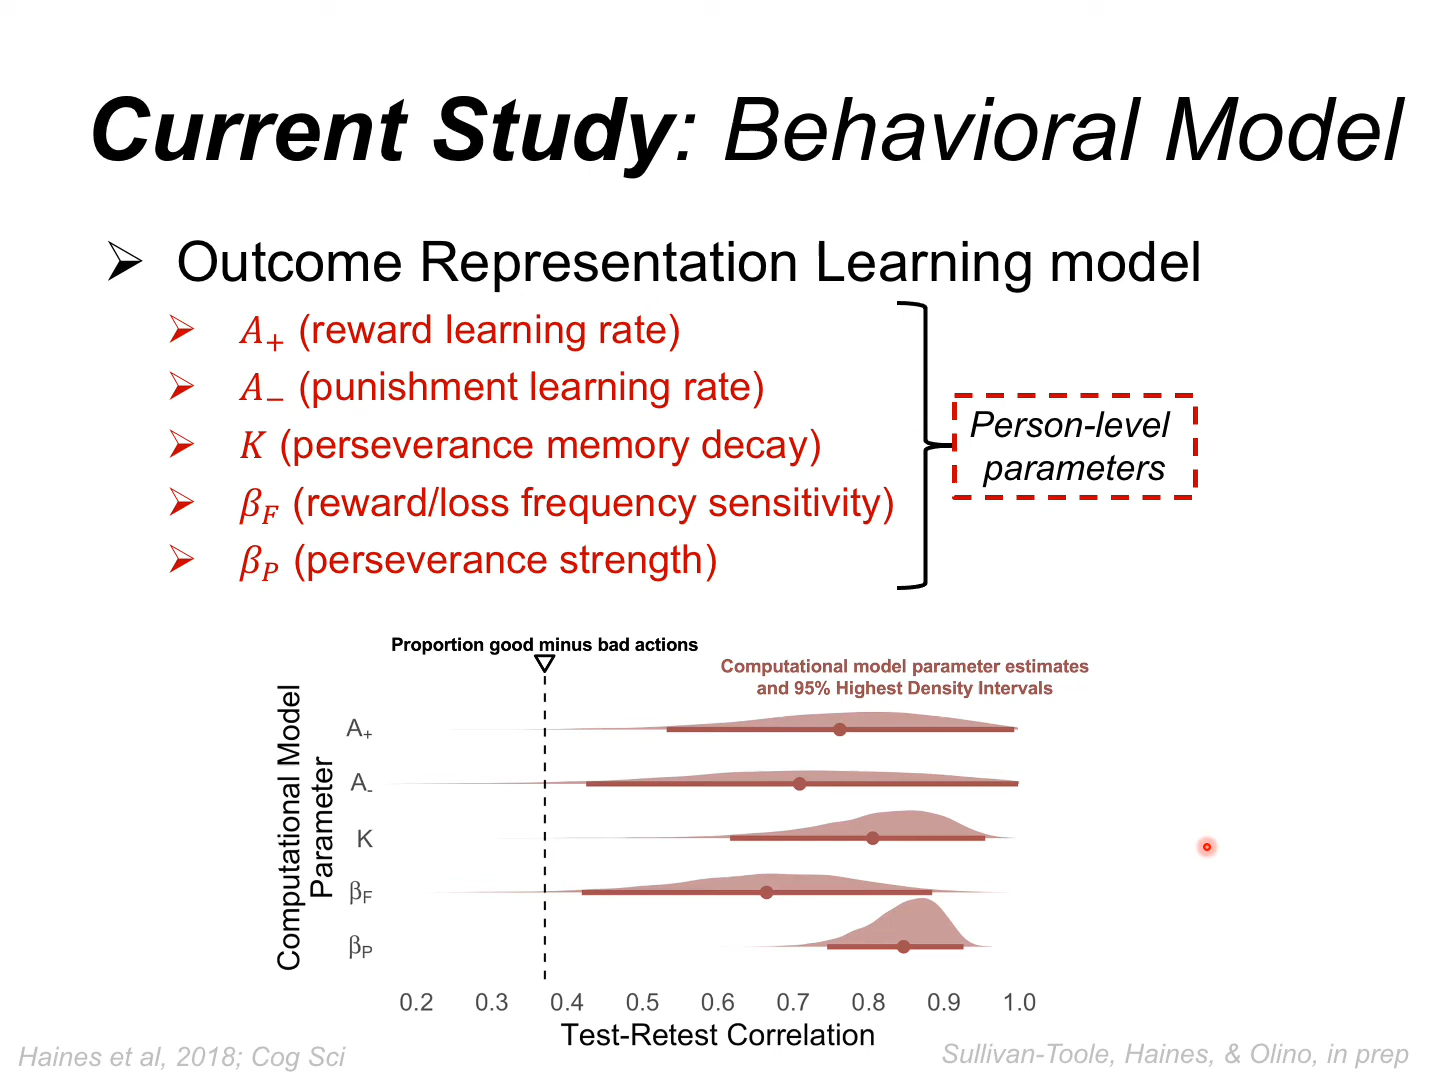 Current Study: Behavioral Model
➢ Outcome Representation Learning model
➢ A₊ (reward learning rate)
➢ A₋ (punishment learning rate)
➢ K (perseverance memory decay)
➢ β_F (reward/loss frequency sensitivity)
➢ β_P (perseverance strength)
Person-level
parameters
Proportion good minus bad actions
Computational model parameter estimates
and 95% Highest Density Intervals
Computational Model
Parameter
A₊
A₋
K
β_F
β_P
0.2 0.3 0.4 0.5 0.6 0.7 0.8 0.9 1.0
Test-Retest Correlation
Haines et al, 2018; Cog Sci
Sullivan-Toole, Haines, & Olino, in prep